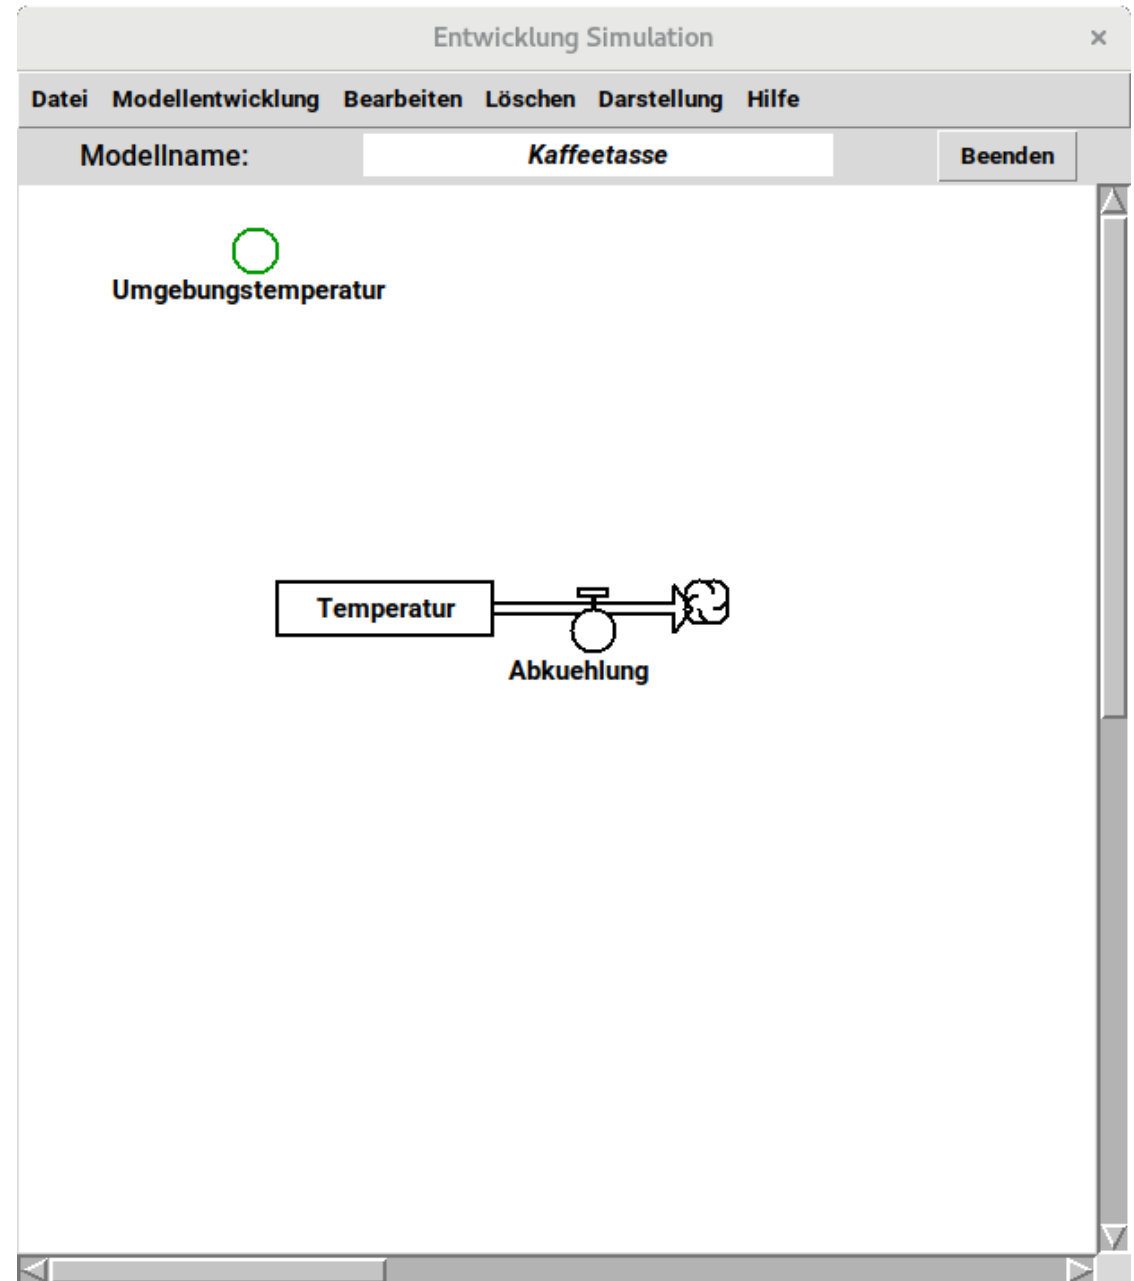 Entwicklung Simulation
Datei Modellentwicklung Bearbeiten Löschen Darstellung Hilfe
Modellname: Kaffeetasse Beenden
Umgebungstemperatur
Temperatur
Abkuehlung